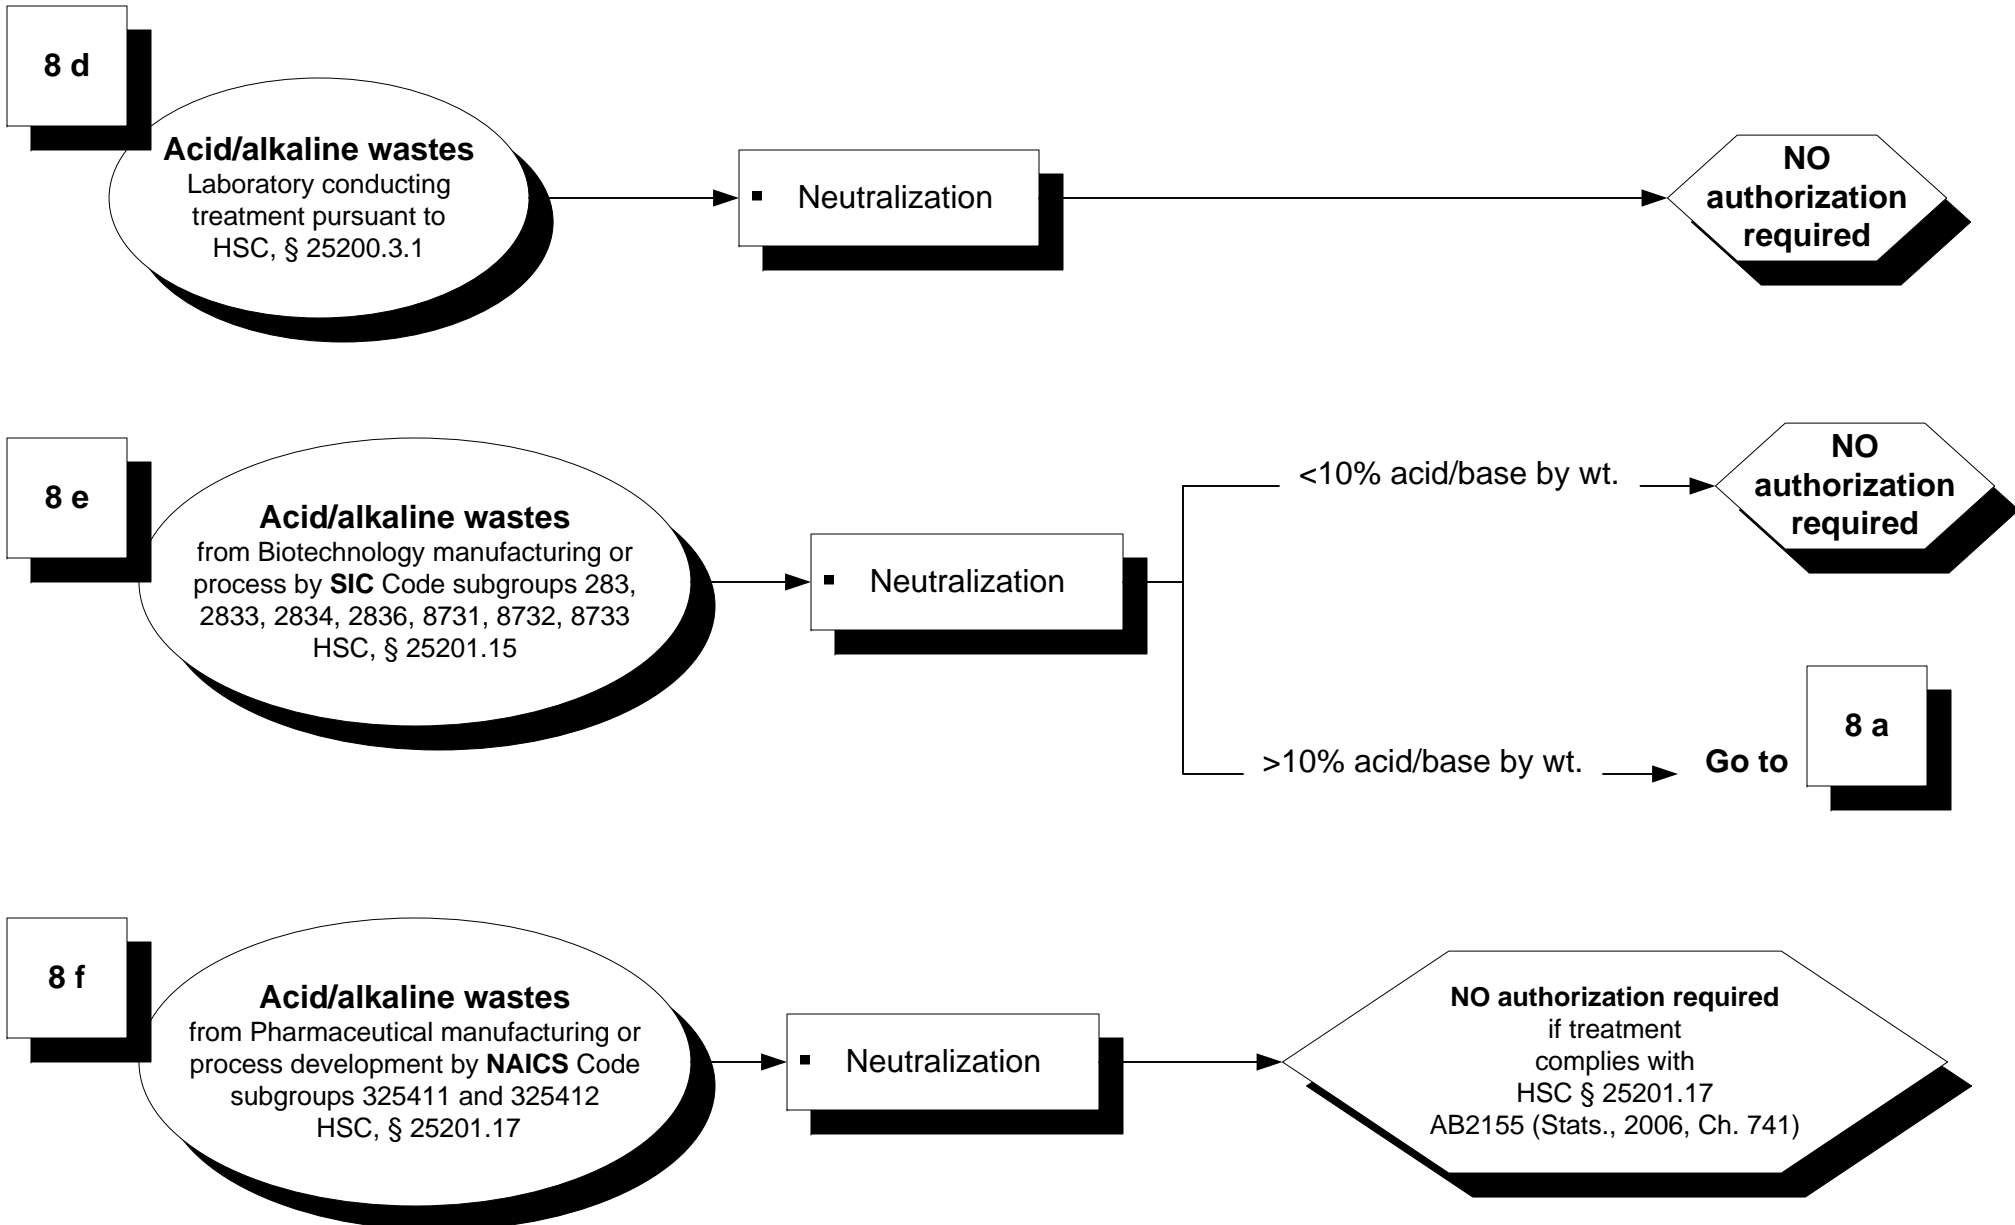 8 d
Acid/alkaline wastes
Laboratory conducting
treatment pursuant to
HSC, § 25200.3.1
▪ Neutralization
NO
authorization
required
8 e
Acid/alkaline wastes
from Biotechnology manufacturing or
process by SIC Code subgroups 283,
2833, 2834, 2836, 8731, 8732, 8733
HSC, § 25201.15
▪ Neutralization
<10% acid/base by wt.
NO
authorization
required
>10% acid/base by wt.
Go to
8 a
8 f
Acid/alkaline wastes
from Pharmaceutical manufacturing or
process development by NAICS Code
subgroups 325411 and 325412
HSC, § 25201.17
▪ Neutralization
NO authorization required
if treatment
complies with
HSC § 25201.17
AB2155 (Stats., 2006, Ch. 741)